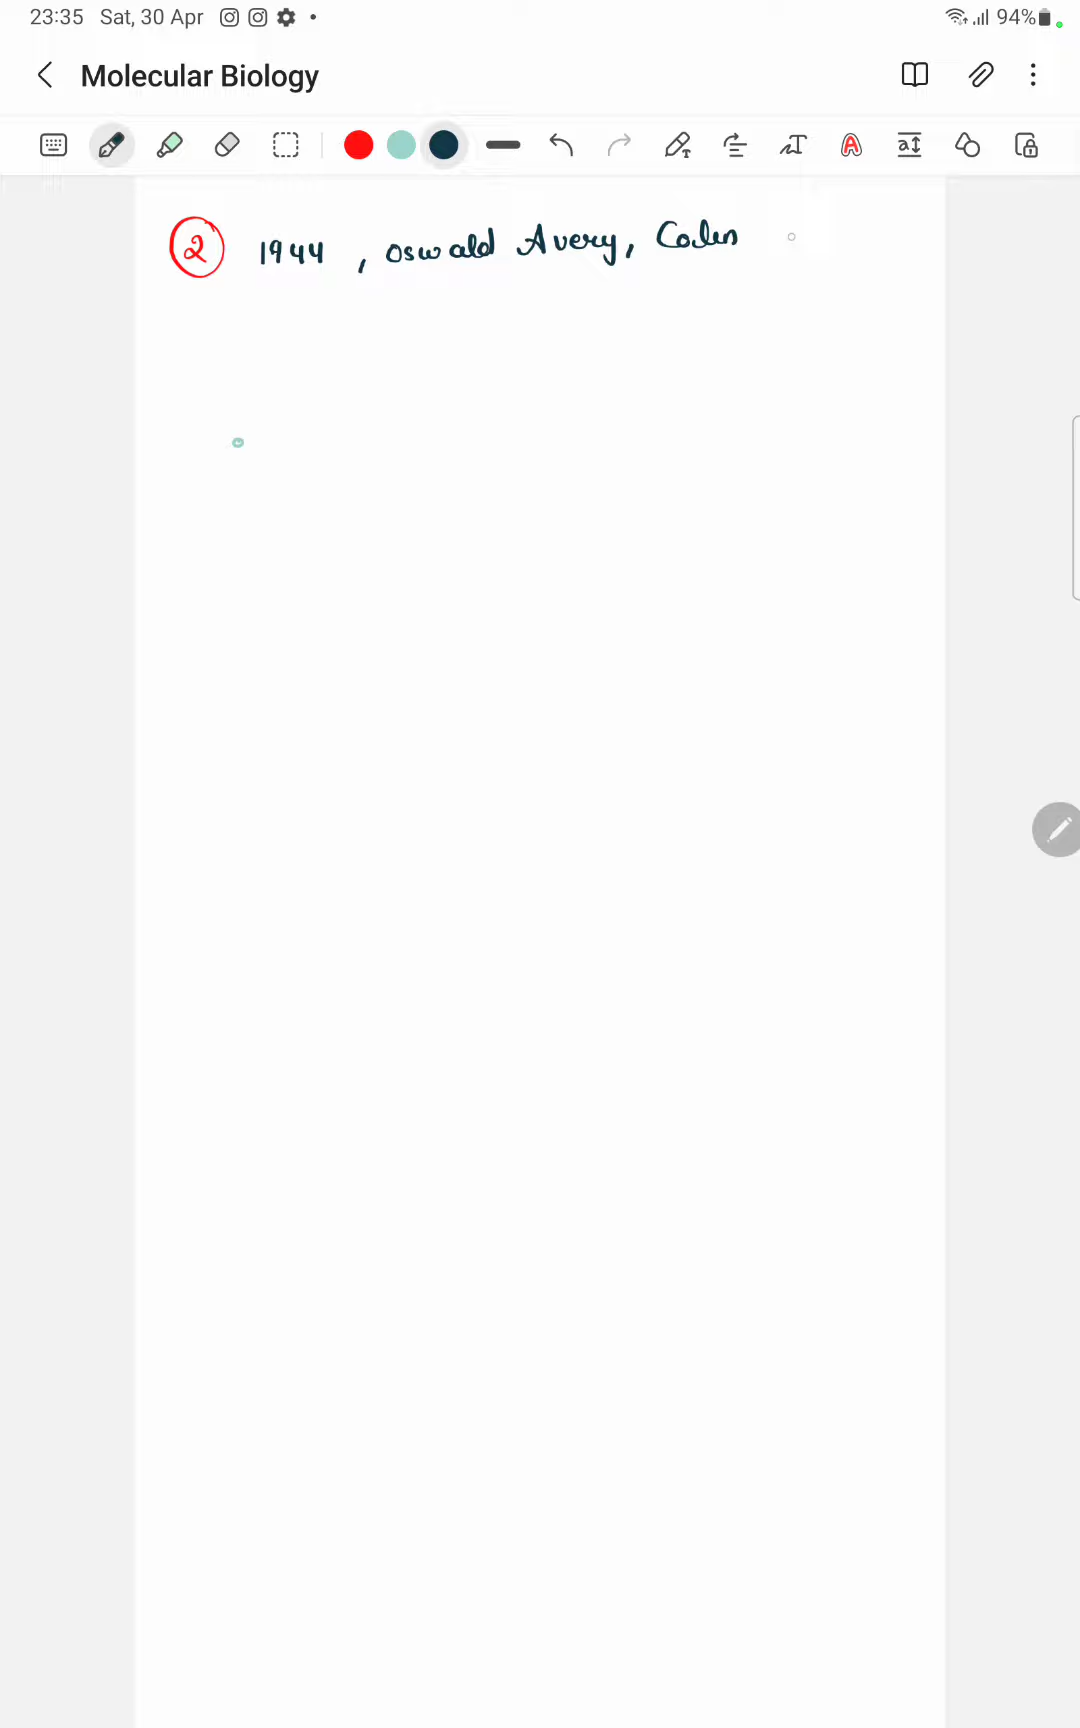 23:35 Sat, 30 Apr 94%
Molecular Biology
② 1944 , Oswald Avery, Colin